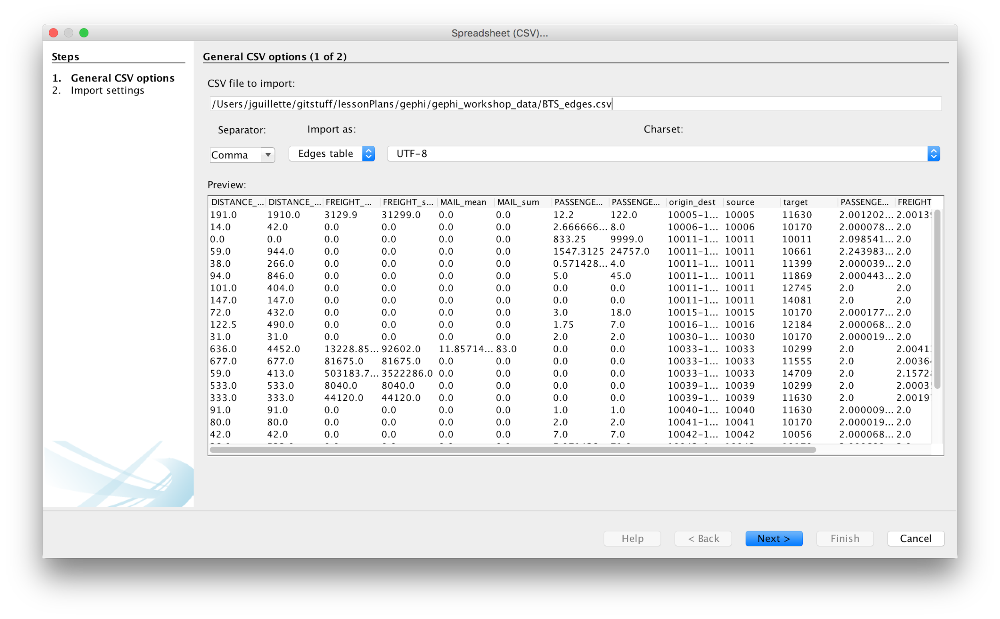 Spreadsheet (CSV)...
Steps
1. General CSV options
2. Import settings
General CSV options (1 of 2)
CSV file to import:
/Users/jguillette/gitstuff/lessonPlans/gephi/gephi_workshop_data/BTS_edges.csv
Separator: Import as: Charset:
Comma Edges table UTF-8
Preview:
DISTANCE_... DISTANCE_... FREIGHT_... FREIGHT_s... MAIL_mean MAIL_sum PASSENGE... PASSENGE... origin_dest source target PASSENGE... FREIGHT
191.0 1910.0 3129.9 31299.0 0.0 0.0 12.2 122.0 10005-1... 10005 11630 2.001202... 2.0013
14.0 42.0 0.0 0.0 0.0 0.0 2.666666... 8.0 10006-1... 10006 10170 2.000078... 2.0
0.0 0.0 0.0 0.0 0.0 0.0 833.25 9999.0 10011-1... 10011 10011 2.098541... 2.0
59.0 944.0 0.0 0.0 0.0 0.0 1547.3125 24757.0 10011-1... 10011 10661 2.243983... 2.0
38.0 266.0 0.0 0.0 0.0 0.0 0.571428... 4.0 10011-1... 10011 11399 2.000039... 2.0
94.0 846.0 0.0 0.0 0.0 0.0 5.0 45.0 10011-1... 10011 11869 2.000443... 2.0
101.0 404.0 0.0 0.0 0.0 0.0 0.0 0.0 10011-1... 10011 12745 2.0 2.0
147.0 147.0 0.0 0.0 0.0 0.0 0.0 0.0 10011-1... 10011 14081 2.0 2.0
72.0 432.0 0.0 0.0 0.0 0.0 3.0 18.0 10015-1... 10015 10170 2.000177... 2.0
122.5 490.0 0.0 0.0 0.0 0.0 1.75 7.0 10016-1... 10016 12184 2.000068... 2.0
31.0 31.0 0.0 0.0 0.0 0.0 2.0 2.0 10030-1... 10030 10170 2.000019... 2.0
636.0 4452.0 13228.85... 92602.0 11.85714... 83.0 0.0 0.0 10033-1... 10033 10299 2.0 2.0041
677.0 677.0 81675.0 81675.0 0.0 0.0 0.0 0.0 10033-1... 10033 11555 2.0 2.0036
59.0 413.0 503183.7... 3522286.0 0.0 0.0 0.0 0.0 10033-1... 10033 14709 2.0 2.1572
533.0 533.0 8040.0 8040.0 0.0 0.0 0.0 0.0 10039-1... 10039 10299 2.0 2.0003
333.0 333.0 44120.0 44120.0 0.0 0.0 0.0 0.0 10039-1... 10039 11630 2.0 2.0019
91.0 91.0 0.0 0.0 0.0 0.0 1.0 1.0 10040-1... 10040 11630 2.000009... 2.0
80.0 80.0 0.0 0.0 0.0 0.0 2.0 2.0 10041-1... 10041 10170 2.000019... 2.0
42.0 42.0 0.0 0.0 0.0 0.0 7.0 7.0 10042-1... 10042 10056 2.000068... 2.0
Help < Back Next > Finish Cancel